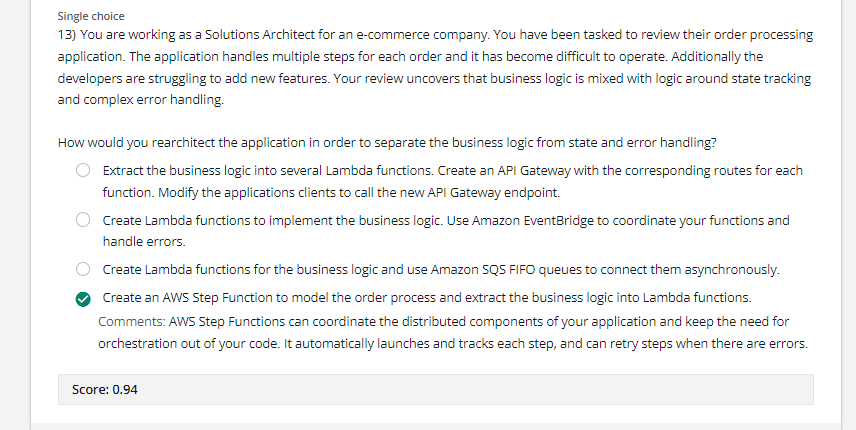 Single choice
13) You are working as a Solutions Architect for an e-commerce company. You have been tasked to review their order processing
application. The application handles multiple steps for each order and it has become difficult to operate. Additionally the
developers are struggling to add new features. Your review uncovers that business logic is mixed with logic around state tracking
and complex error handling.
How would you rearchitect the application in order to separate the business logic from state and error handling?
Extract the business logic into several Lambda functions. Create an API Gateway with the corresponding routes for each
function. Modify the applications clients to call the new API Gateway endpoint.
Create Lambda functions to implement the business logic. Use Amazon EventBridge to coordinate your functions and
handle errors.
Create Lambda functions for the business logic and use Amazon SQS FIFO queues to connect them asynchronously.
Create an AWS Step Function to model the order process and extract the business logic into Lambda functions.
Comments: AWS Step Functions can coordinate the distributed components of your application and keep the need for
orchestration out of your code. It automatically launches and tracks each step, and can retry steps when there are errors.
Score: 0.94